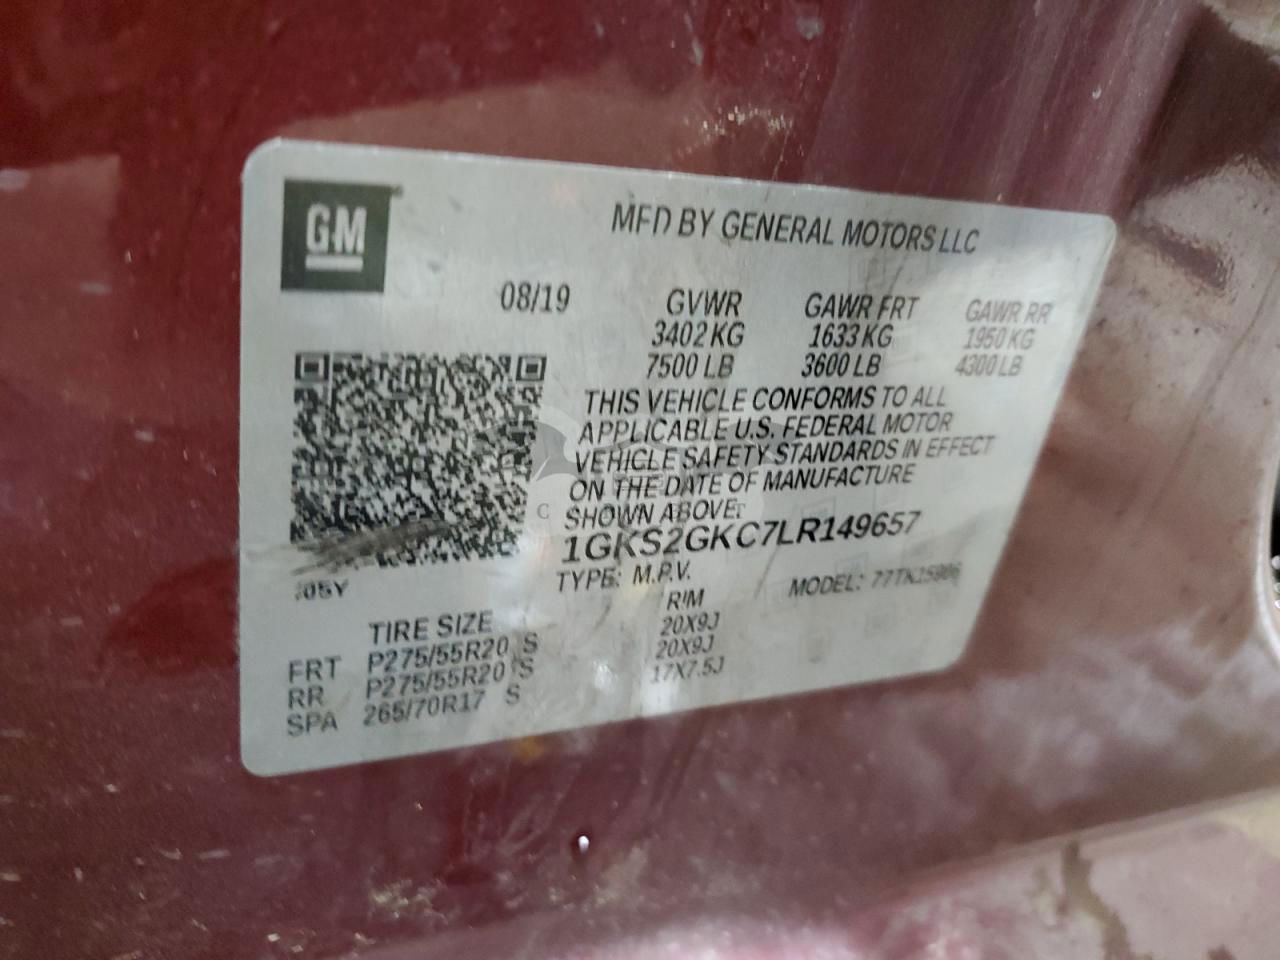 GM
MFD BY GENERAL MOTORS LLC
08/19 GVWR GAWR FRT GAWR RR
3402 KG 1633 KG 1950 KG
7500 LB 3600 LB 4300 LB
THIS VEHICLE CONFORMS TO ALL
APPLICABLE U.S. FEDERAL MOTOR
VEHICLE SAFETY STANDARDS IN EFFECT
ON THE DATE OF MANUFACTURE
SHOWN ABOVE:
1GKS2GKC7LR149657
TYPE: M.P.V. MODEL:
TIRE SIZE RIM
FRT P275/55R20 S 20X9J
RR P275/55R20 S 20X9J
SPA 265/70R17 S 17X7.5J